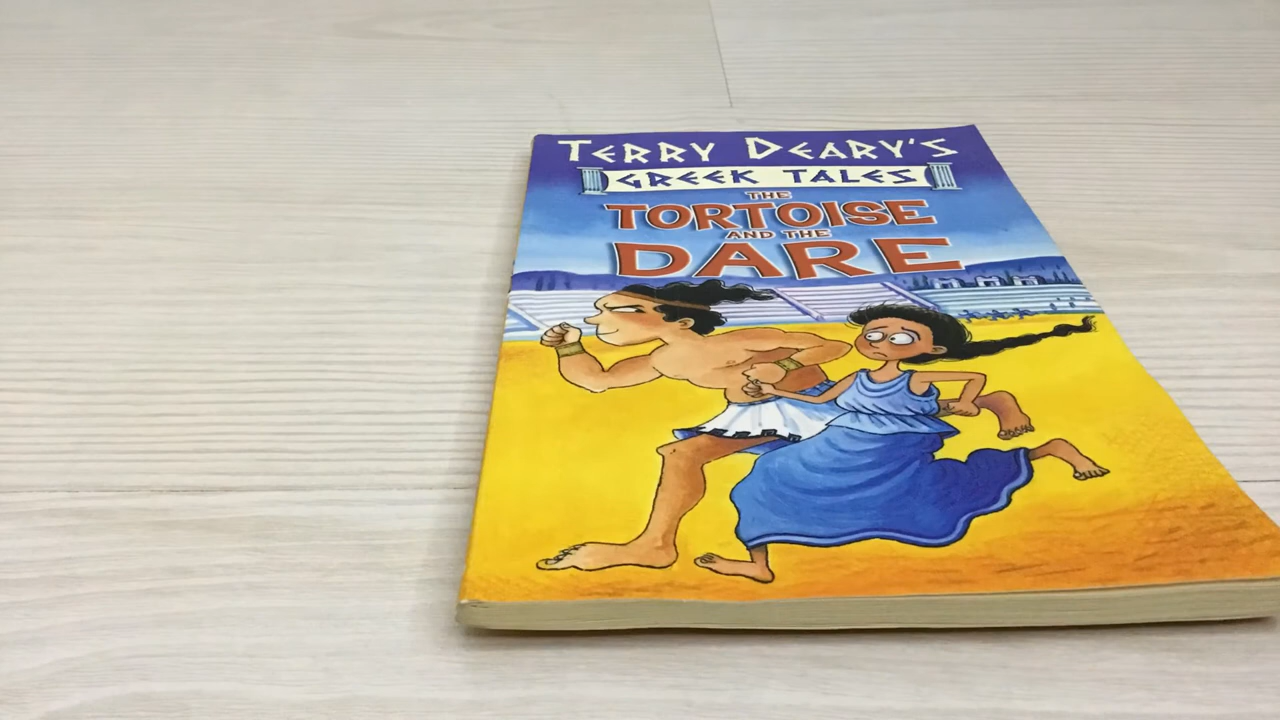 TERRY DEARY'S
GREEK TALES
THE
TORTOISE
AND THE
DARE